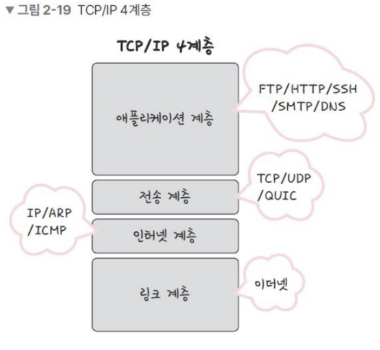 ▼ 그림 2-19 TCP/IP 4계층
TCP/IP 4계층
애플리케이션 계층
FTP/HTTP/SSH
/SMTP/DNS
전송 계층
TCP/UDP
/QUIC
IP/ARP
/ICMP
인터넷 계층
링크 계층
이더넷